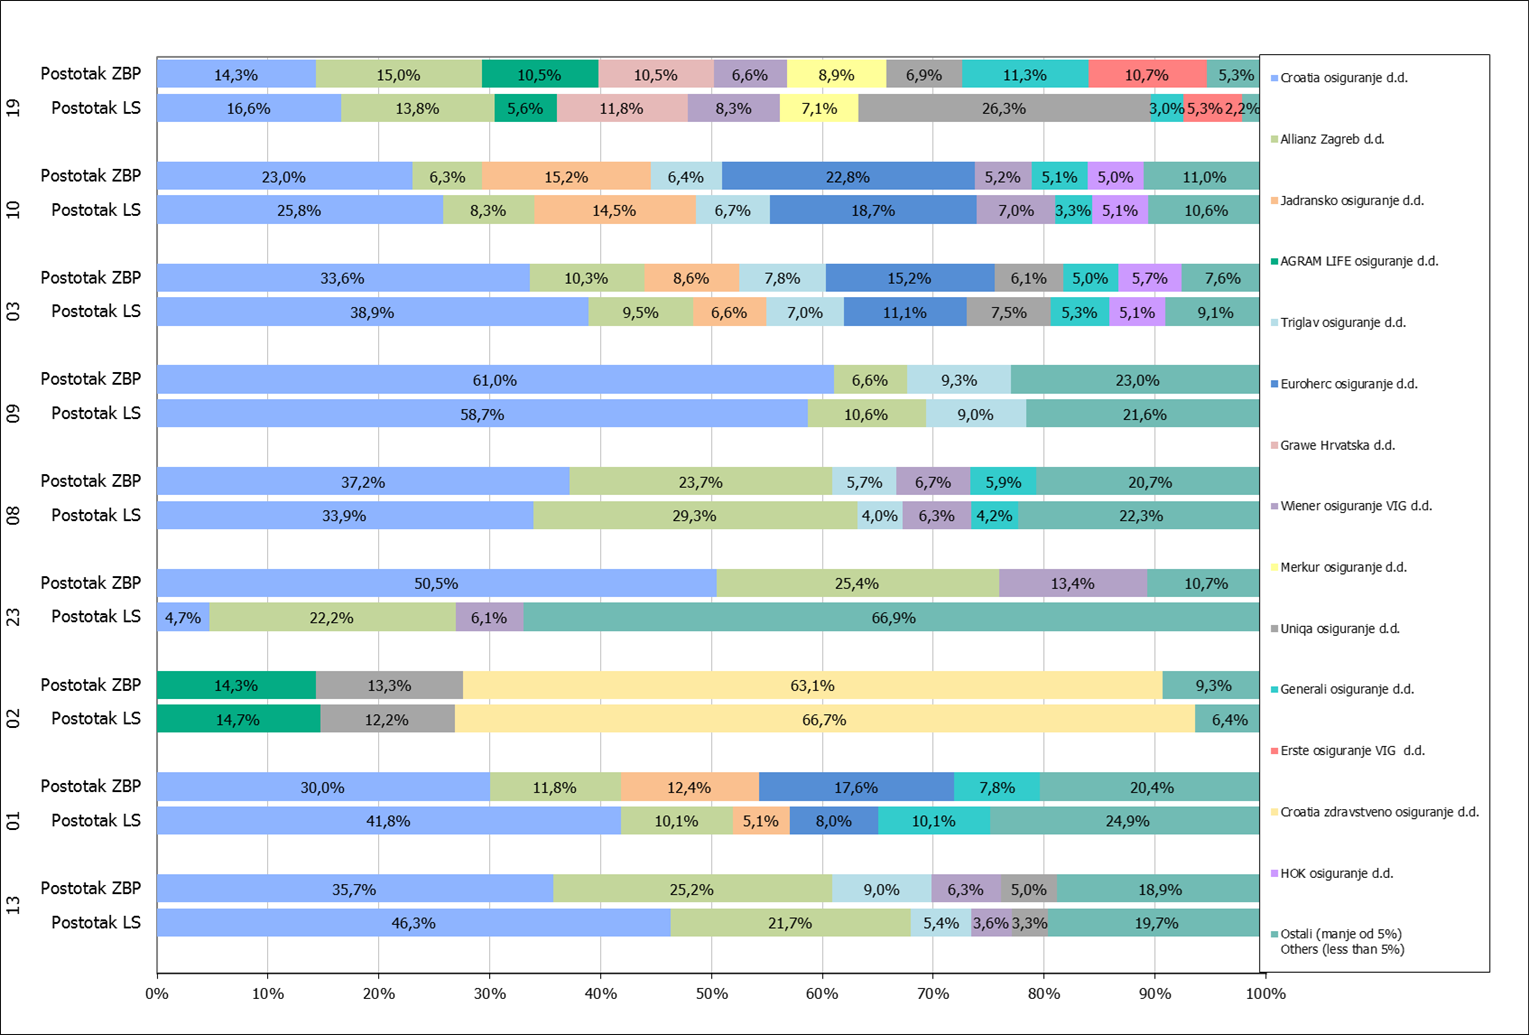 19
Postotak ZBP 14,3% 15,0% 10,5% 10,5% 6,6% 8,9% 6,9% 11,3% 10,7% 5,3%
Postotak LS 16,6% 13,8% 5,6% 11,8% 8,3% 7,1% 26,3% 3,0% 5,3% 2,2%
10
Postotak ZBP 23,0% 6,3% 15,2% 6,4% 22,8% 5,2% 5,1% 5,0% 11,0%
Postotak LS 25,8% 8,3% 14,5% 6,7% 18,7% 7,0% 3,3% 5,1% 10,6%
03
Postotak ZBP 33,6% 10,3% 8,6% 7,8% 15,2% 6,1% 5,0% 5,7% 7,6%
Postotak LS 38,9% 9,5% 6,6% 7,0% 11,1% 7,5% 5,3% 5,1% 9,1%
09
Postotak ZBP 61,0% 6,6% 9,3% 23,0%
Postotak LS 58,7% 10,6% 9,0% 21,6%
08
Postotak ZBP 37,2% 23,7% 5,7% 6,7% 5,9% 20,7%
Postotak LS 33,9% 29,3% 4,0% 6,3% 4,2% 22,3%
23
Postotak ZBP 50,5% 25,4% 13,4% 10,7%
Postotak LS 4,7% 22,2% 6,1% 66,9%
02
Postotak ZBP 14,3% 13,3% 63,1% 9,3%
Postotak LS 14,7% 12,2% 66,7% 6,4%
01
Postotak ZBP 30,0% 11,8% 12,4% 17,6% 7,8% 20,4%
Postotak LS 41,8% 10,1% 5,1% 8,0% 10,1% 24,9%
13
Postotak ZBP 35,7% 25,2% 9,0% 6,3% 5,0% 18,9%
Postotak LS 46,3% 21,7% 5,4% 3,6% 3,3% 19,7%
0% 10% 20% 30% 40% 50% 60% 70% 80% 90% 100%
Croatia osiguranje d.d.
Allianz Zagreb d.d.
Jadransko osiguranje d.d.
AGRAM LIFE osiguranje d.d.
Triglav osiguranje d.d.
Euroherc osiguranje d.d.
Grawe Hrvatska d.d.
Wiener osiguranje VIG d.d.
Merkur osiguranje d.d.
Uniqa osiguranje d.d.
Generali osiguranje d.d.
Erste osiguranje VIG d.d.
Croatia zdravstveno osiguranje d.d.
HOK osiguranje d.d.
Ostali (manje od 5%)
Others (less than 5%)